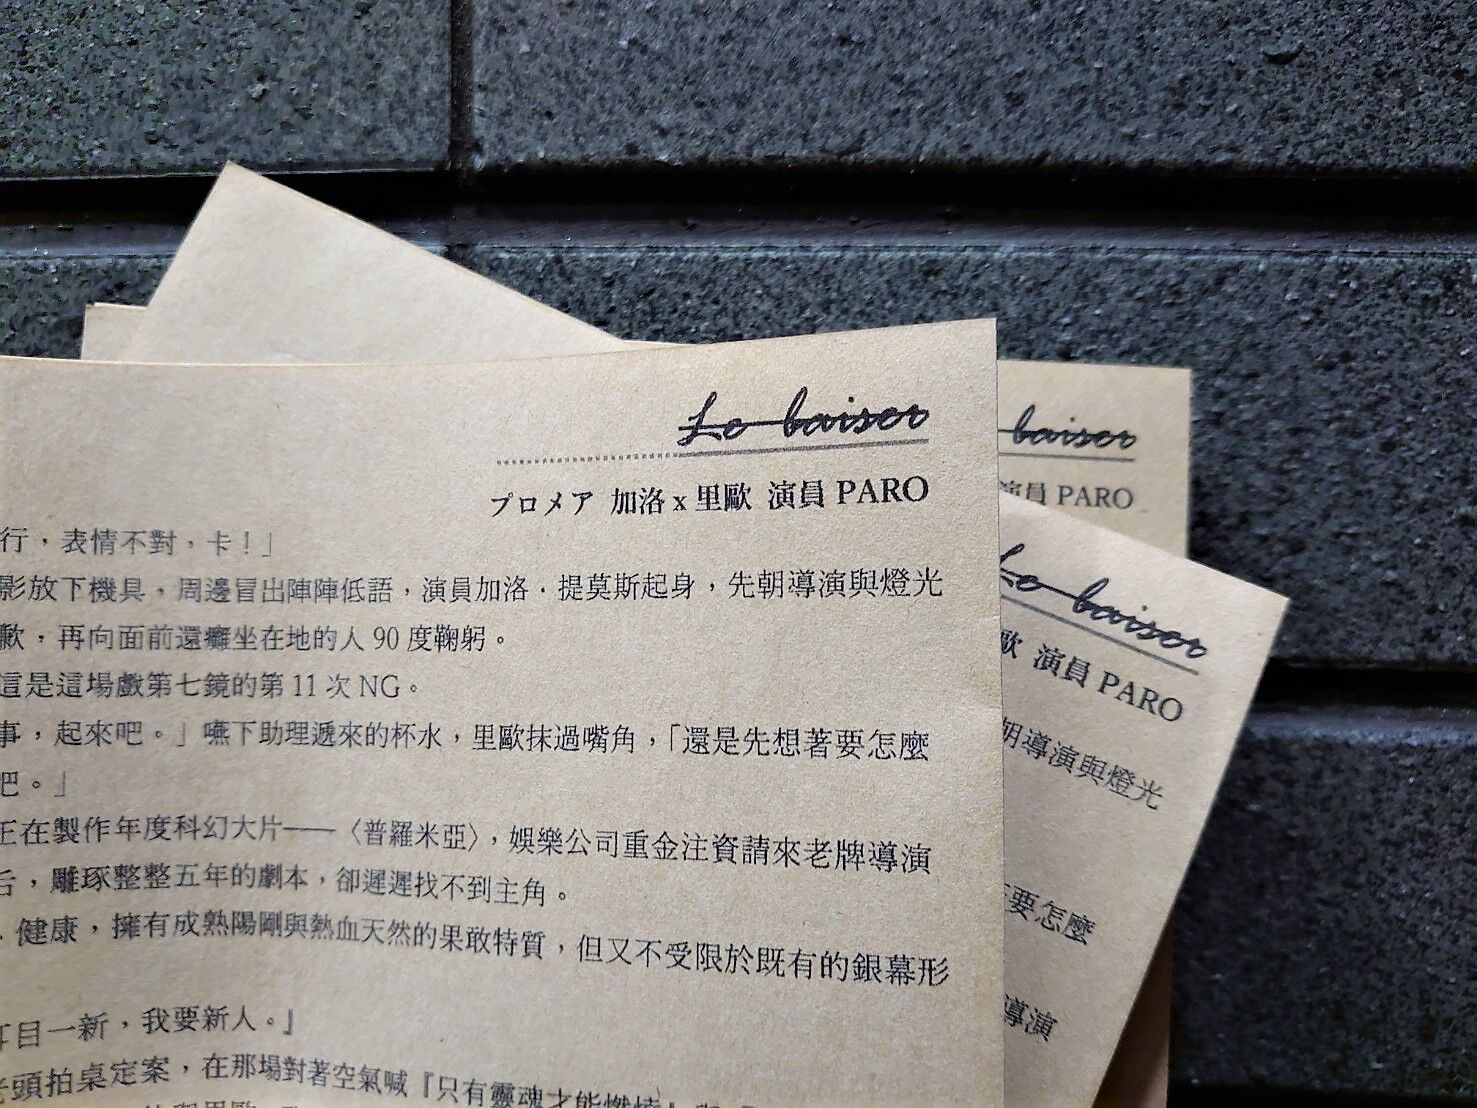 Le baiser
プロメア 加洛 x 里歐 演員 PARO
行，表情不對，卡！」
影放下機具，周邊冒出陣陣低語，演員加洛．提莫斯起身，先朝導演與燈光
歉，再向面前還癱坐在地的人 90 度鞠躬。
這是這場戲第七鏡的第 11 次 NG。
事，起來吧。」嚥下助理遞來的杯水，里歐抹過嘴角，「還是先想著要怎麼
吧。」
正在製作年度科幻大片——〈普羅米亞〉，娛樂公司重金注資請來老牌導演
，雕琢整整五年的劇本，卻遲遲找不到主角。
健康，擁有成熟陽剛與熱血天然的果敢特質，但又不受限於既有的銀幕形
耳目一新，我要新人。」
老頭拍桌定案，在那場對著空氣喊『只有靈魂才能燃燒』
baiser
演員 PARO
Le baiser
歐 演員 PARO
朝導演與燈光
要怎麼
導演